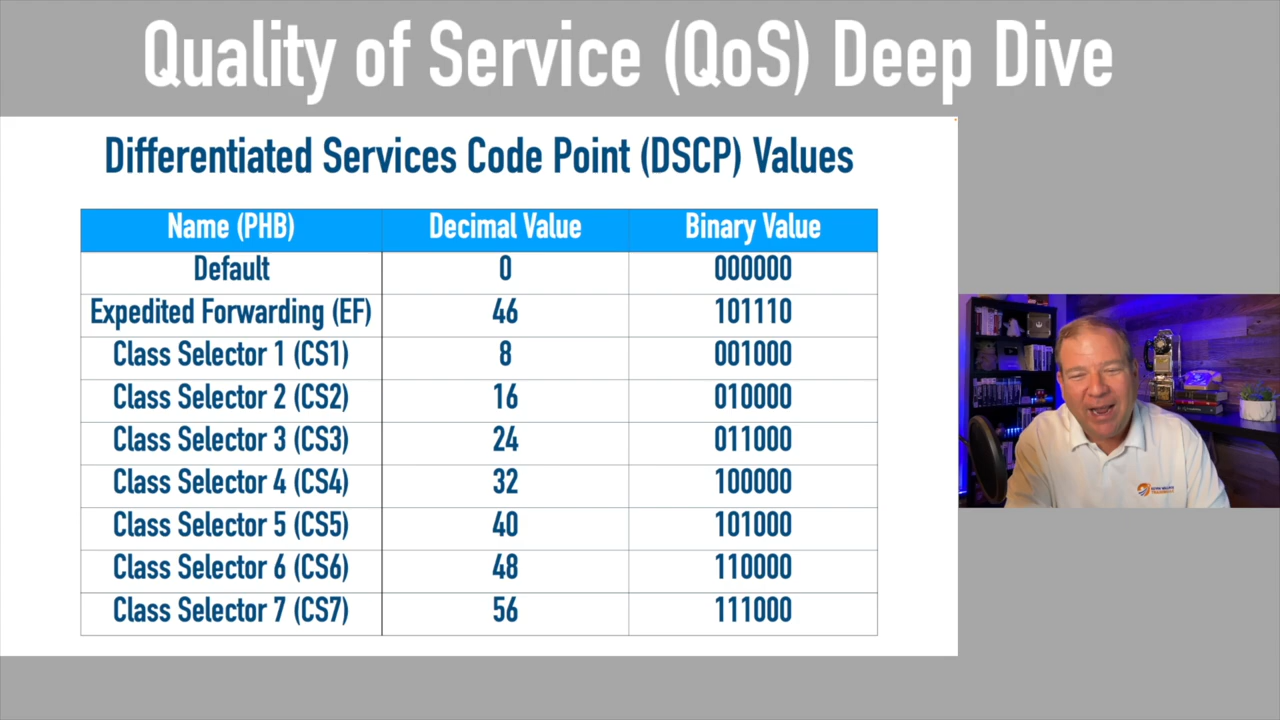 Quality of Service (QoS) Deep Dive
Differentiated Services Code Point (DSCP) Values
Name (PHB) Decimal Value Binary Value
Default 0 000000
Expedited Forwarding (EF) 46 101110
Class Selector 1 (CS1) 8 001000
Class Selector 2 (CS2) 16 010000
Class Selector 3 (CS3) 24 011000
Class Selector 4 (CS4) 32 100000
Class Selector 5 (CS5) 40 101000
Class Selector 6 (CS6) 48 110000
Class Selector 7 (CS7) 56 111000